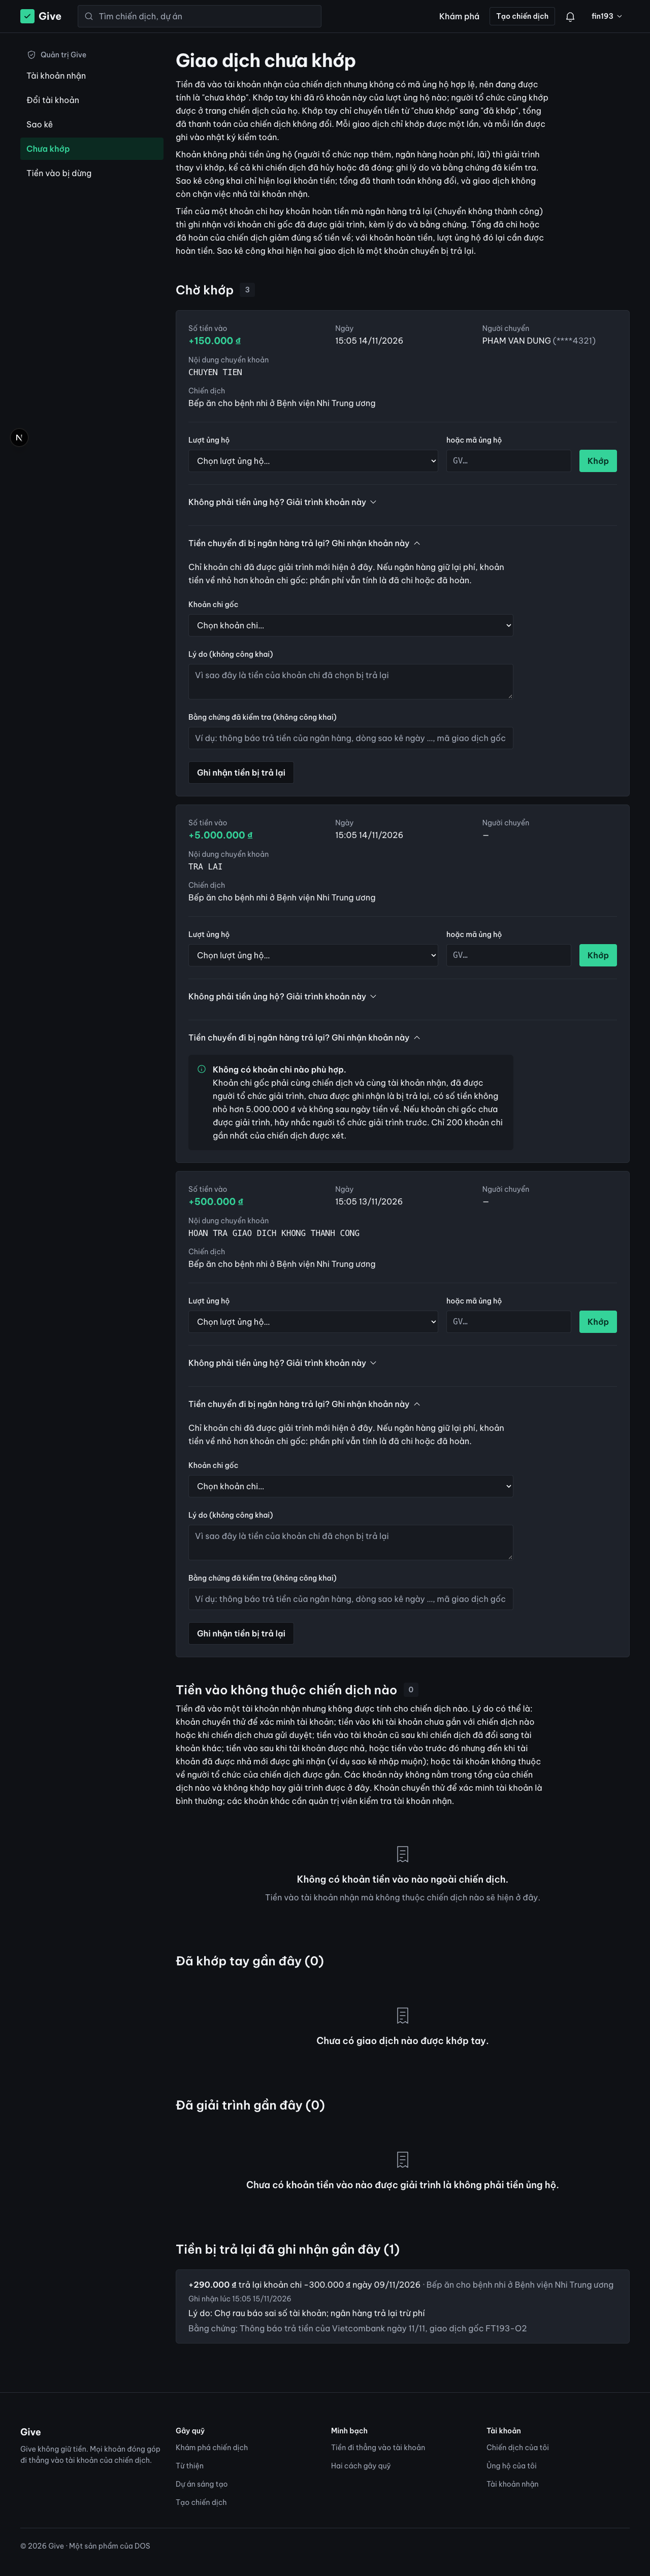 Give
Tìm chiến dịch, dự án
Khám phá
Tạo chiến dịch
fin193
Quản trị Give
Tài khoản nhận
Đổi tài khoản
Sao kê
Chưa khớp
Tiền vào bị dừng
Giao dịch chưa khớp
Tiền đã vào tài khoản nhận của chiến dịch nhưng không có mã ủng hộ hợp lệ, nên đang được
tính là "chưa khớp". Khớp tay khi đã rõ khoản này của lượt ủng hộ nào; người tổ chức cũng khớp
được ở trang chiến dịch của họ. Khớp tay chỉ chuyển tiền từ "chưa khớp" sang "đã khớp", tổng
đã thanh toán của chiến dịch không đổi. Mỗi giao dịch chỉ khớp được một lần, và mỗi lần được
ghi vào nhật ký kiểm toán.
Khoản không phải tiền ủng hộ (người tổ chức nạp thêm, ngân hàng hoàn phí, lãi) thì giải trình
thay vì khớp, kể cả khi chiến dịch đã hủy hoặc đã đóng: ghi lý do và bằng chứng đã kiểm tra.
Sao kê công khai chỉ hiện loại khoản tiền; tổng đã thanh toán không đổi, và giao dịch không
còn chặn việc nhả tài khoản nhận.
Tiền của một khoản chi hay khoản hoàn tiền mà ngân hàng trả lại (chuyển không thành công)
thì ghi nhận với khoản chi gốc đã được giải trình, kèm lý do và bằng chứng. Tổng đã chi hoặc
đã hoàn của chiến dịch giảm đúng số tiền về; với khoản hoàn tiền, lượt ủng hộ đó lại cần được
hoàn tiền. Sao kê công khai hiện hai giao dịch là một khoản chuyển bị trả lại.
Chờ khớp 3
Số tiền vào
Ngày
Người chuyển
+150.000 ₫
15:05 14/11/2026
PHAM VAN DUNG (****4321)
Nội dung chuyển khoản
CHUYEN TIEN
Chiến dịch
Bếp ăn cho bệnh nhi ở Bệnh viện Nhi Trung ương
Lượt ủng hộ
hoặc mã ủng hộ
Chọn lượt ủng hộ...
GV…
Khớp
Không phải tiền ủng hộ? Giải trình khoản này
Tiền chuyển đi bị ngân hàng trả lại? Ghi nhận khoản này
Chỉ khoản chi đã được giải trình mới hiện ở đây. Nếu ngân hàng giữ lại phí, khoản
tiền về nhỏ hơn khoản chi gốc: phần phí vẫn tính là đã chi hoặc đã hoàn.
Khoản chi gốc
Chọn khoản chi...
Lý do (không công khai)
Vì sao đây là tiền của khoản chi đã chọn bị trả lại
Bằng chứng đã kiểm tra (không công khai)
Ví dụ: thông báo trả tiền của ngân hàng, dòng sao kê ngày …, mã giao dịch gốc
Ghi nhận tiền bị trả lại
Số tiền vào
Ngày
Người chuyển
+5.000.000 ₫
15:05 14/11/2026
—
Nội dung chuyển khoản
TRA LAI
Chiến dịch
Bếp ăn cho bệnh nhi ở Bệnh viện Nhi Trung ương
Lượt ủng hộ
hoặc mã ủng hộ
Chọn lượt ủng hộ...
GV…
Khớp
Không phải tiền ủng hộ? Giải trình khoản này
Tiền chuyển đi bị ngân hàng trả lại? Ghi nhận khoản này
Không có khoản chi nào phù hợp.
Khoản chi gốc phải cùng chiến dịch và cùng tài khoản nhận, đã được
người tổ chức giải trình, chưa được ghi nhận là bị trả lại, có số tiền không
nhỏ hơn 5.000.000 ₫ và không sau ngày tiền về. Nếu khoản chi gốc chưa
được giải trình, hãy nhắc người tổ chức giải trình trước. Chỉ 200 khoản chi
gần nhất của chiến dịch được xét.
Số tiền vào
Ngày
Người chuyển
+500.000 ₫
15:05 13/11/2026
—
Nội dung chuyển khoản
HOAN TRA GIAO DICH KHONG THANH CONG
Chiến dịch
Bếp ăn cho bệnh nhi ở Bệnh viện Nhi Trung ương
Lượt ủng hộ
hoặc mã ủng hộ
Chọn lượt ủng hộ...
GV…
Khớp
Không phải tiền ủng hộ? Giải trình khoản này
Tiền chuyển đi bị ngân hàng trả lại? Ghi nhận khoản này
Chỉ khoản chi đã được giải trình mới hiện ở đây. Nếu ngân hàng giữ lại phí, khoản
tiền về nhỏ hơn khoản chi gốc: phần phí vẫn tính là đã chi hoặc đã hoàn.
Khoản chi gốc
Chọn khoản chi...
Lý do (không công khai)
Vì sao đây là tiền của khoản chi đã chọn bị trả lại
Bằng chứng đã kiểm tra (không công khai)
Ví dụ: thông báo trả tiền của ngân hàng, dòng sao kê ngày …, mã giao dịch gốc
Ghi nhận tiền bị trả lại
Tiền vào không thuộc chiến dịch nào 0
Tiền đã vào một tài khoản nhận nhưng không được tính cho chiến dịch nào. Lý do có thể là:
khoản chuyển thử để xác minh tài khoản; tiền vào khi tài khoản chưa gắn với chiến dịch nào
hoặc khi chiến dịch chưa gửi duyệt; tiền vào tài khoản cũ sau khi chiến dịch đã đổi sang tài
khoản khác; tiền vào sau khi tài khoản được nhả, hoặc tiền vào trước đó nhưng đến khi tài
khoản đã được nhả mới được ghi nhận (ví dụ sao kê nhập muộn); hoặc tài khoản không thuộc
về người tổ chức của chiến dịch được gắn. Các khoản này không nằm trong tổng của chiến
dịch nào và không khớp hay giải trình được ở đây. Khoản chuyển thử để xác minh tài khoản là
bình thường; các khoản khác cần quản trị viên kiểm tra tài khoản nhận.
Không có khoản tiền vào nào ngoài chiến dịch.
Tiền vào tài khoản nhận mà không thuộc chiến dịch nào sẽ hiện ở đây.
Đã khớp tay gần đây (0)
Chưa có giao dịch nào được khớp tay.
Đã giải trình gần đây (0)
Chưa có khoản tiền vào nào được giải trình là không phải tiền ủng hộ.
Tiền bị trả lại đã ghi nhận gần đây (1)
+290.000 ₫ trả lại khoản chi −300.000 ₫ ngày 09/11/2026 · Bếp ăn cho bệnh nhi ở Bệnh viện Nhi Trung ương
Ghi nhận lúc 15:05 15/11/2026
Lý do: Chợ rau báo sai số tài khoản; ngân hàng trả lại trừ phí
Bằng chứng: Thông báo trả tiền của Vietcombank ngày 11/11, giao dịch gốc FT193-O2
Give
Give không giữ tiền. Mọi khoản đóng góp
đi thẳng vào tài khoản của chiến dịch.
Gây quỹ
Khám phá chiến dịch
Từ thiện
Dự án sáng tạo
Tạo chiến dịch
Minh bạch
Tiền đi thẳng vào tài khoản
Hai cách gây quỹ
Tài khoản
Chiến dịch của tôi
Ủng hộ của tôi
Tài khoản nhận
© 2026 Give · Một sản phẩm của DOS